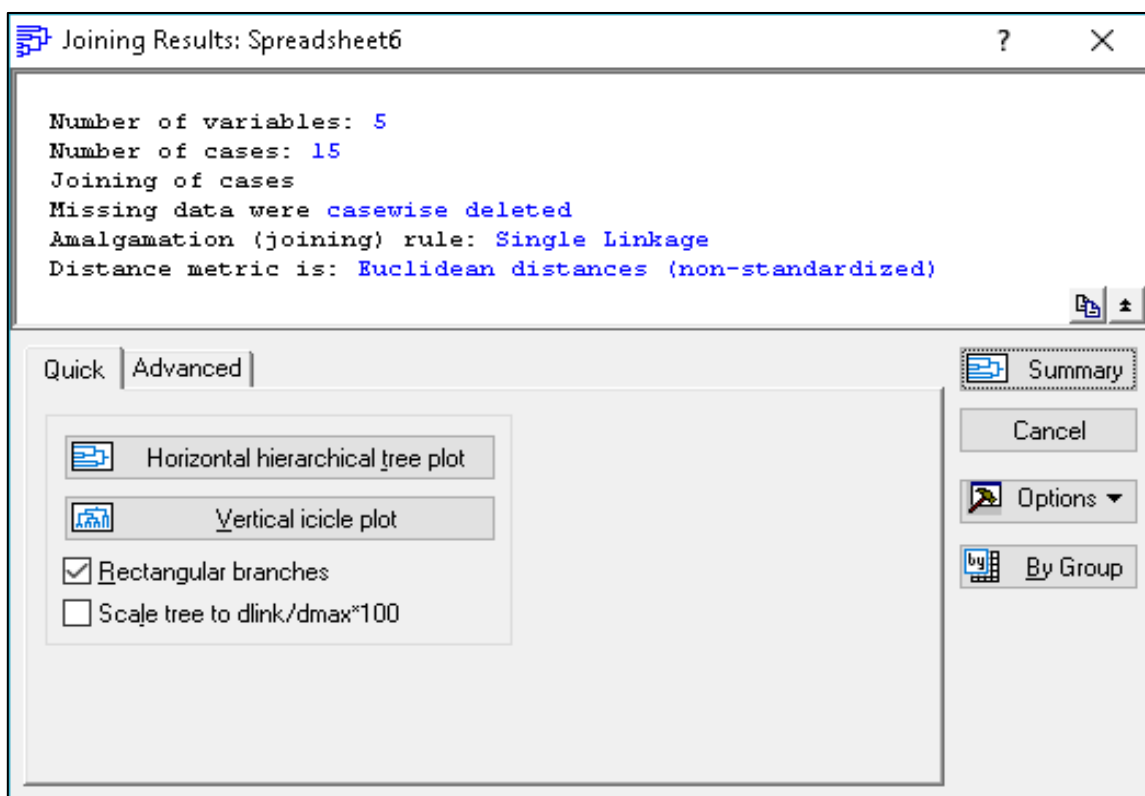 Joining Results: Spreadsheet6 ?
Number of variables: 5
Number of cases: 15
Joining of cases
Missing data were casewise deleted
Amalgamation (joining) rule: Single Linkage
Distance metric is: Euclidean distances (non-standardized)
Quick Advanced
Summary
Cancel
Options
by By Group
Horizontal hierarchical tree plot
Vertical icicle plot
Rectangular branches
Scale tree to dlink/dmax*100